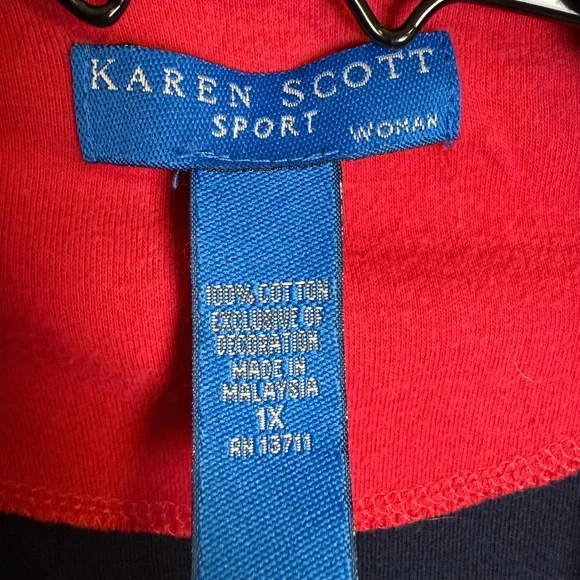 KAREN SCOTT
SPORT WOMAN
100% COTTON
EXCLUSIVE OF
DECORATION
MADE IN
MALAYSIA
1X
RN 13711